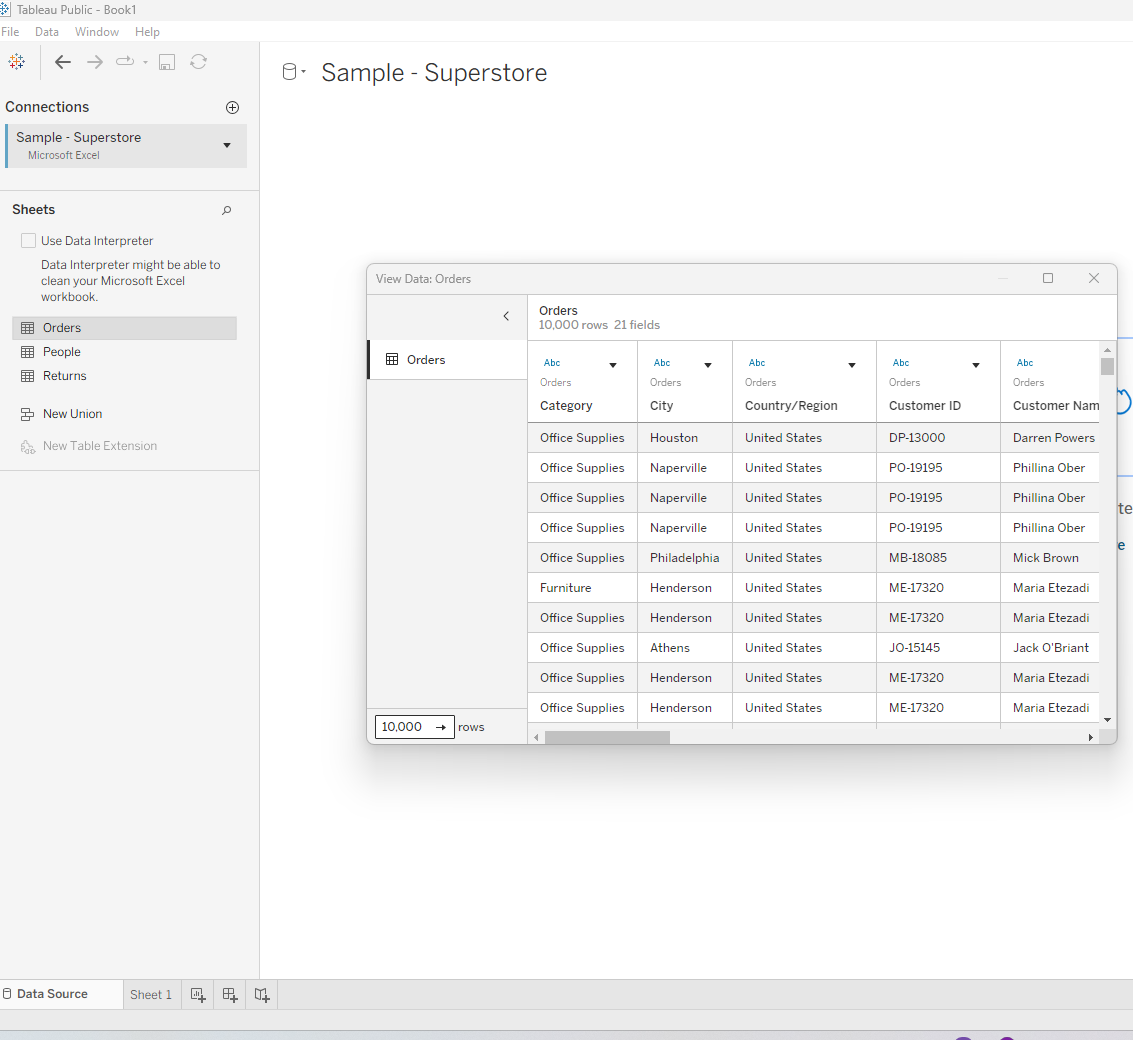 Tableau Public - Book1
File Data Window Help
Connections
Sample - Superstore
Microsoft Excel
Sheets
Use Data Interpreter
Data Interpreter might be able to
clean your Microsoft Excel
workbook.
Orders
People
Returns
New Union
New Table Extension
Sample - Superstore
View Data: Orders
Orders
10,000 rows 21 fields
Orders
Abc Abc Abc Abc Abc
Orders Orders Orders Orders Orders
Category City Country/Region Customer ID Customer Nam
Office Supplies Houston United States DP-13000 Darren Powers
Office Supplies Naperville United States PO-19195 Phillina Ober
Office Supplies Naperville United States PO-19195 Phillina Ober
Office Supplies Naperville United States PO-19195 Phillina Ober
Office Supplies Philadelphia United States MB-18085 Mick Brown
Furniture Henderson United States ME-17320 Maria Etezadi
Office Supplies Henderson United States ME-17320 Maria Etezadi
Office Supplies Athens United States JO-15145 Jack O'Briant
Office Supplies Henderson United States ME-17320 Maria Etezadi
Office Supplies Henderson United States ME-17320 Maria Etezadi
10,000 → rows
te
e
Data Source Sheet 1